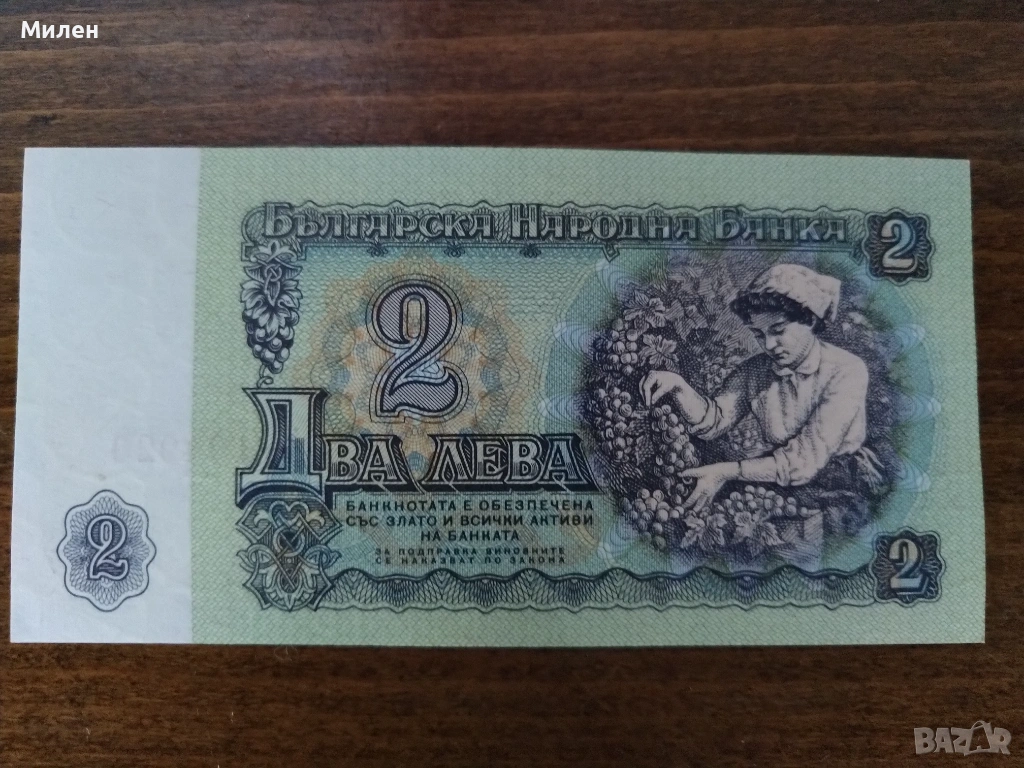 Милен
БЪЛГАРСКА НАРОДНА БАНКА
2
2
ДВА ЛЕВА
БАНКНОТАТА Е ОБЕЗПЕЧЕНА
СЪС ЗЛАТО И ВСИЧКИ АКТИВИ
НА БАНКАТА
ЗА ПОДПРАВКА ВИНОВНИТЕ
СЕ НАКАЗВАТ ПО ЗАКОНА
2
2
BAZAR